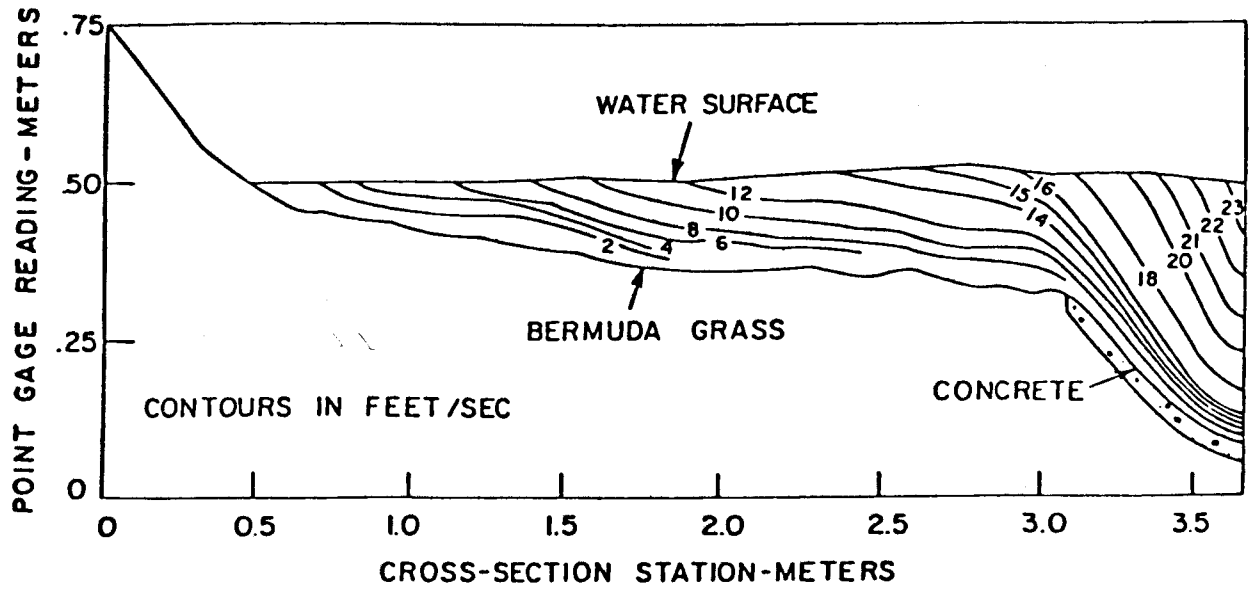 .75
.50
.25
0
POINT GAGE READING-METERS
WATER SURFACE
12
10
8
6
4
2
15
16
14
18
20
21
22
23
BERMUDA GRASS
CONCRETE
CONTOURS IN FEET/SEC
0 0.5 1.0 1.5 2.0 2.5 3.0 3.5
CROSS-SECTION STATION-METERS